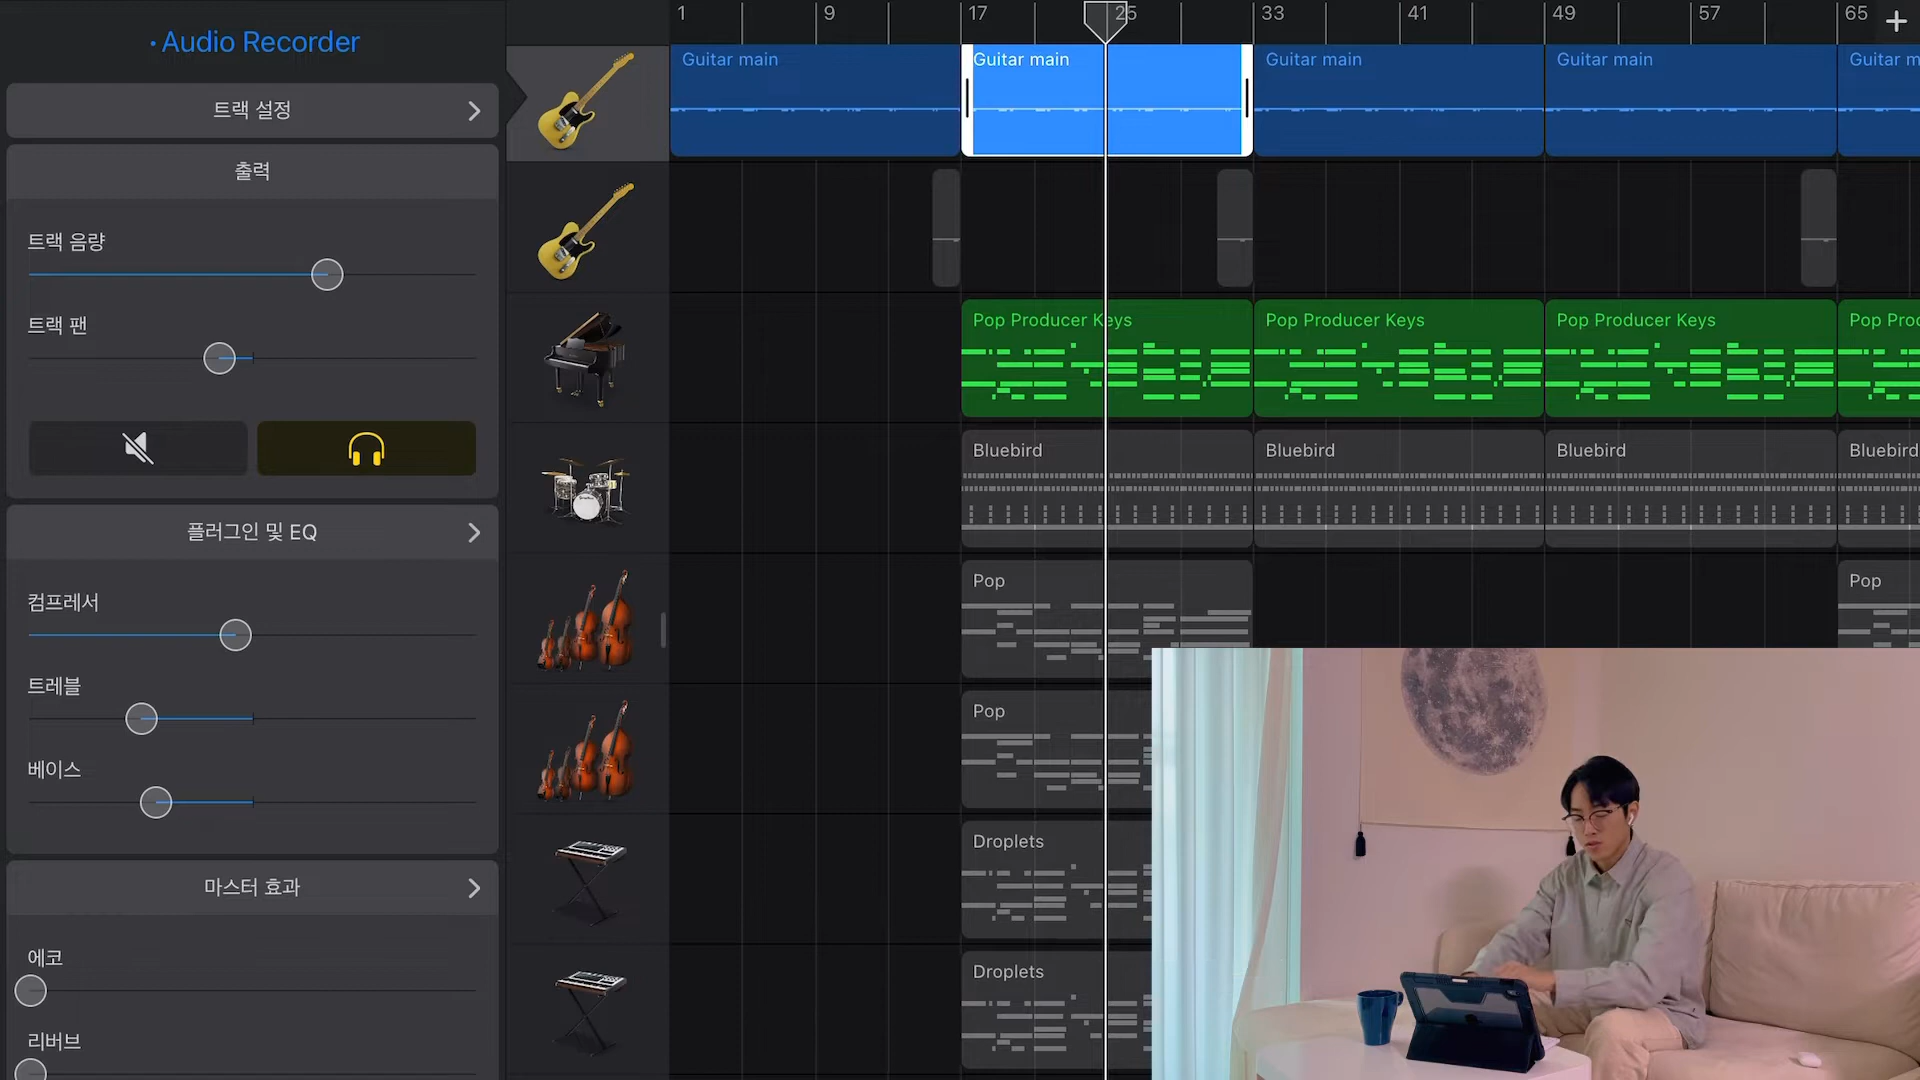 · Audio Recorder
트랙 설정
출력
트랙 음량
트랙 팬
플러그인 및 EQ
컴프레서
트레블
베이스
마스터 효과
에코
리버브
1 9 17 25 33 41 49 57 65
Guitar main Guitar main Guitar main Guitar main Guitar m
Pop Producer Keys Pop Producer Keys Pop Producer Keys Pop Proc
Bluebird Bluebird Bluebird Bluebird
Pop Pop
Pop
Droplets
Droplets